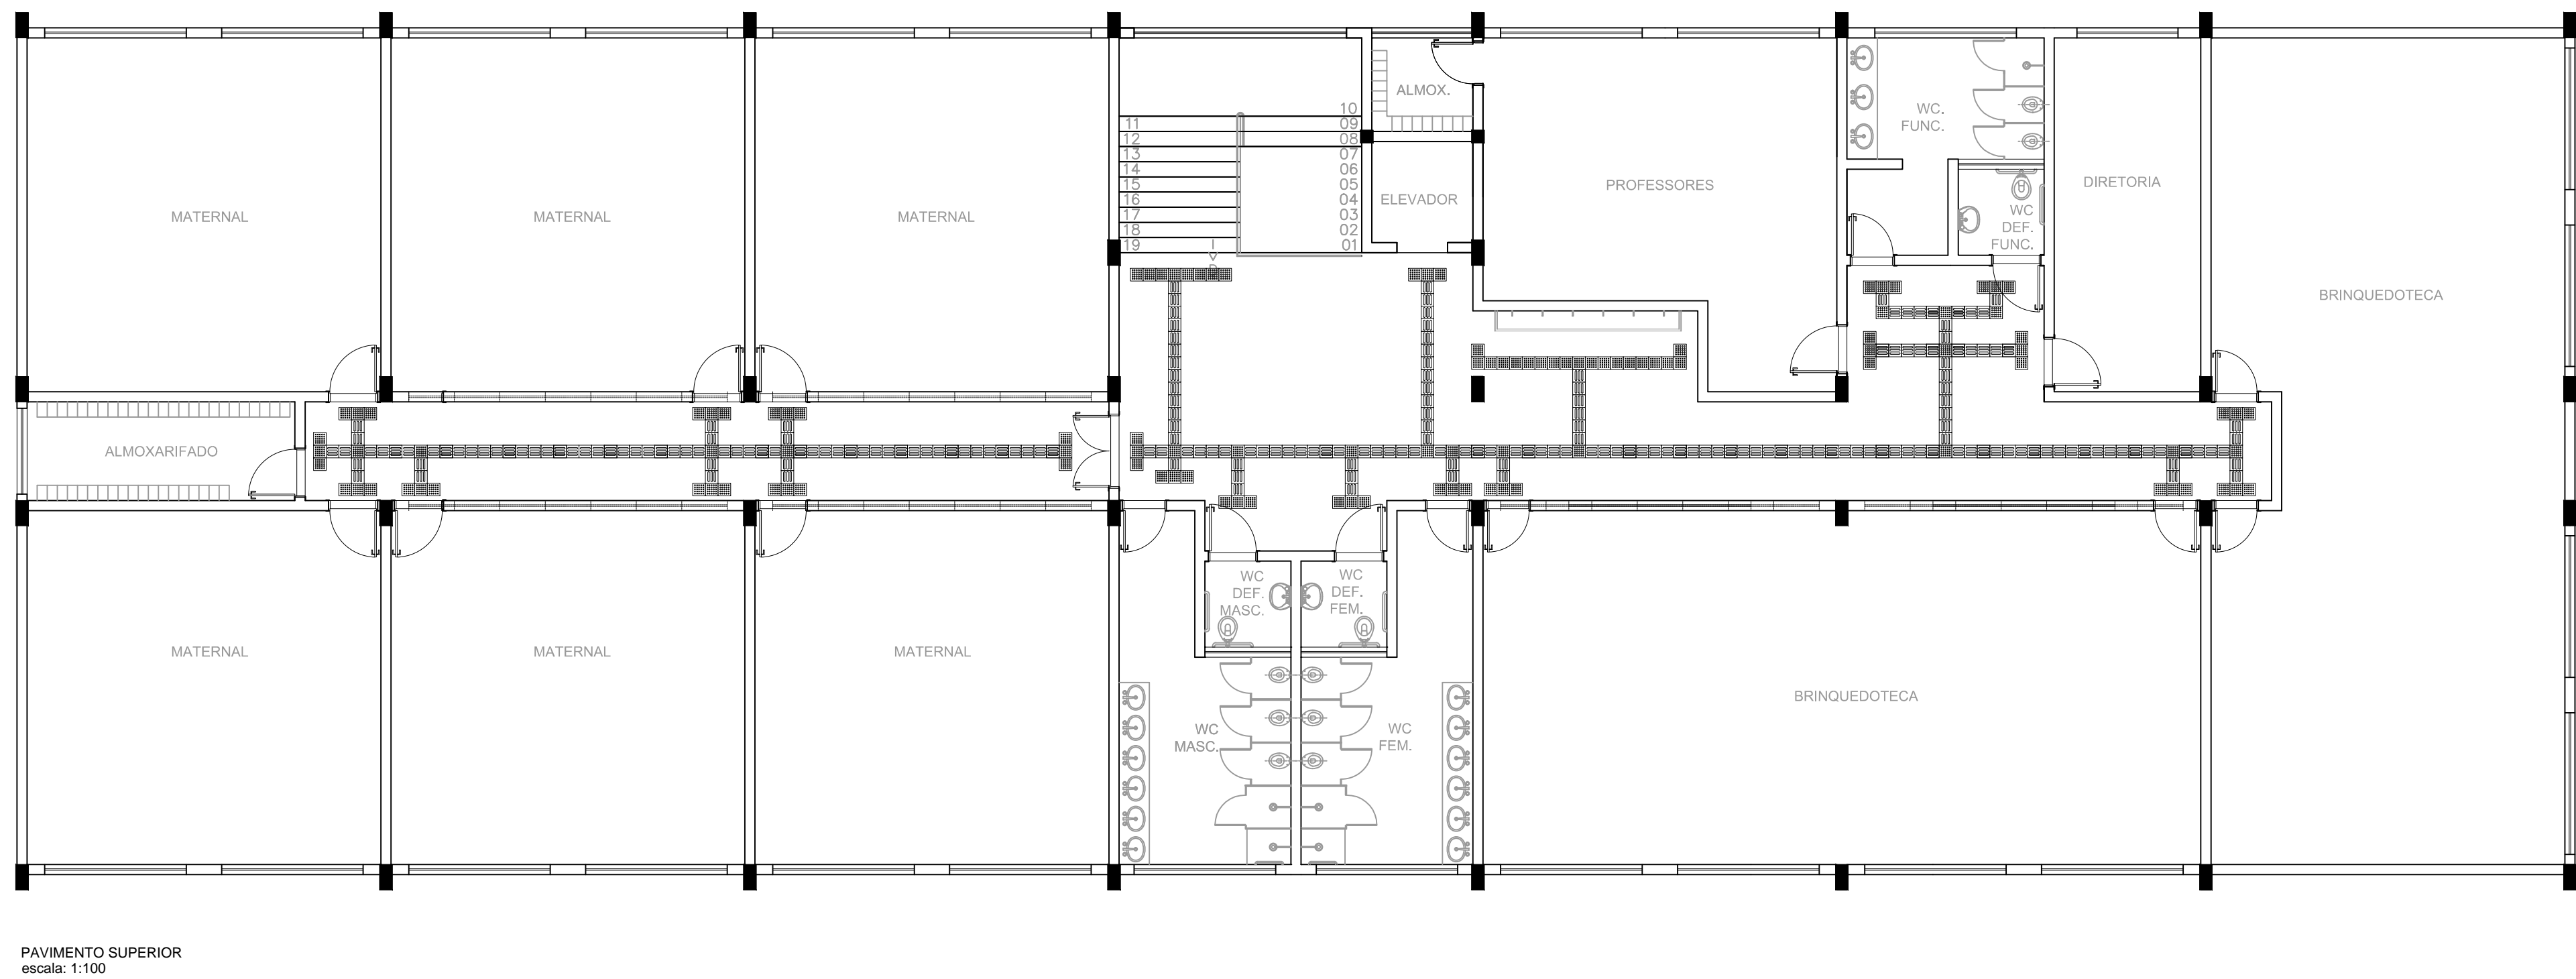 ALMOX.
10
11
09
12
08
13
07
14
06
15
05
16
04
17
03
18
02
19
01
ELEVADOR
PROFESSORES
WC.
FUNC.
WC
DEF.
FUNC.
DIRETORIA
MATERNAL
MATERNAL
MATERNAL
BRINQUEDOTECA
ALMOXARIFADO
WC
DEF.
MASC.
WC
DEF.
FEM.
MATERNAL
MATERNAL
MATERNAL
WC
MASC.
WC
FEM.
BRINQUEDOTECA
PAVIMENTO SUPERIOR
escala: 1:100